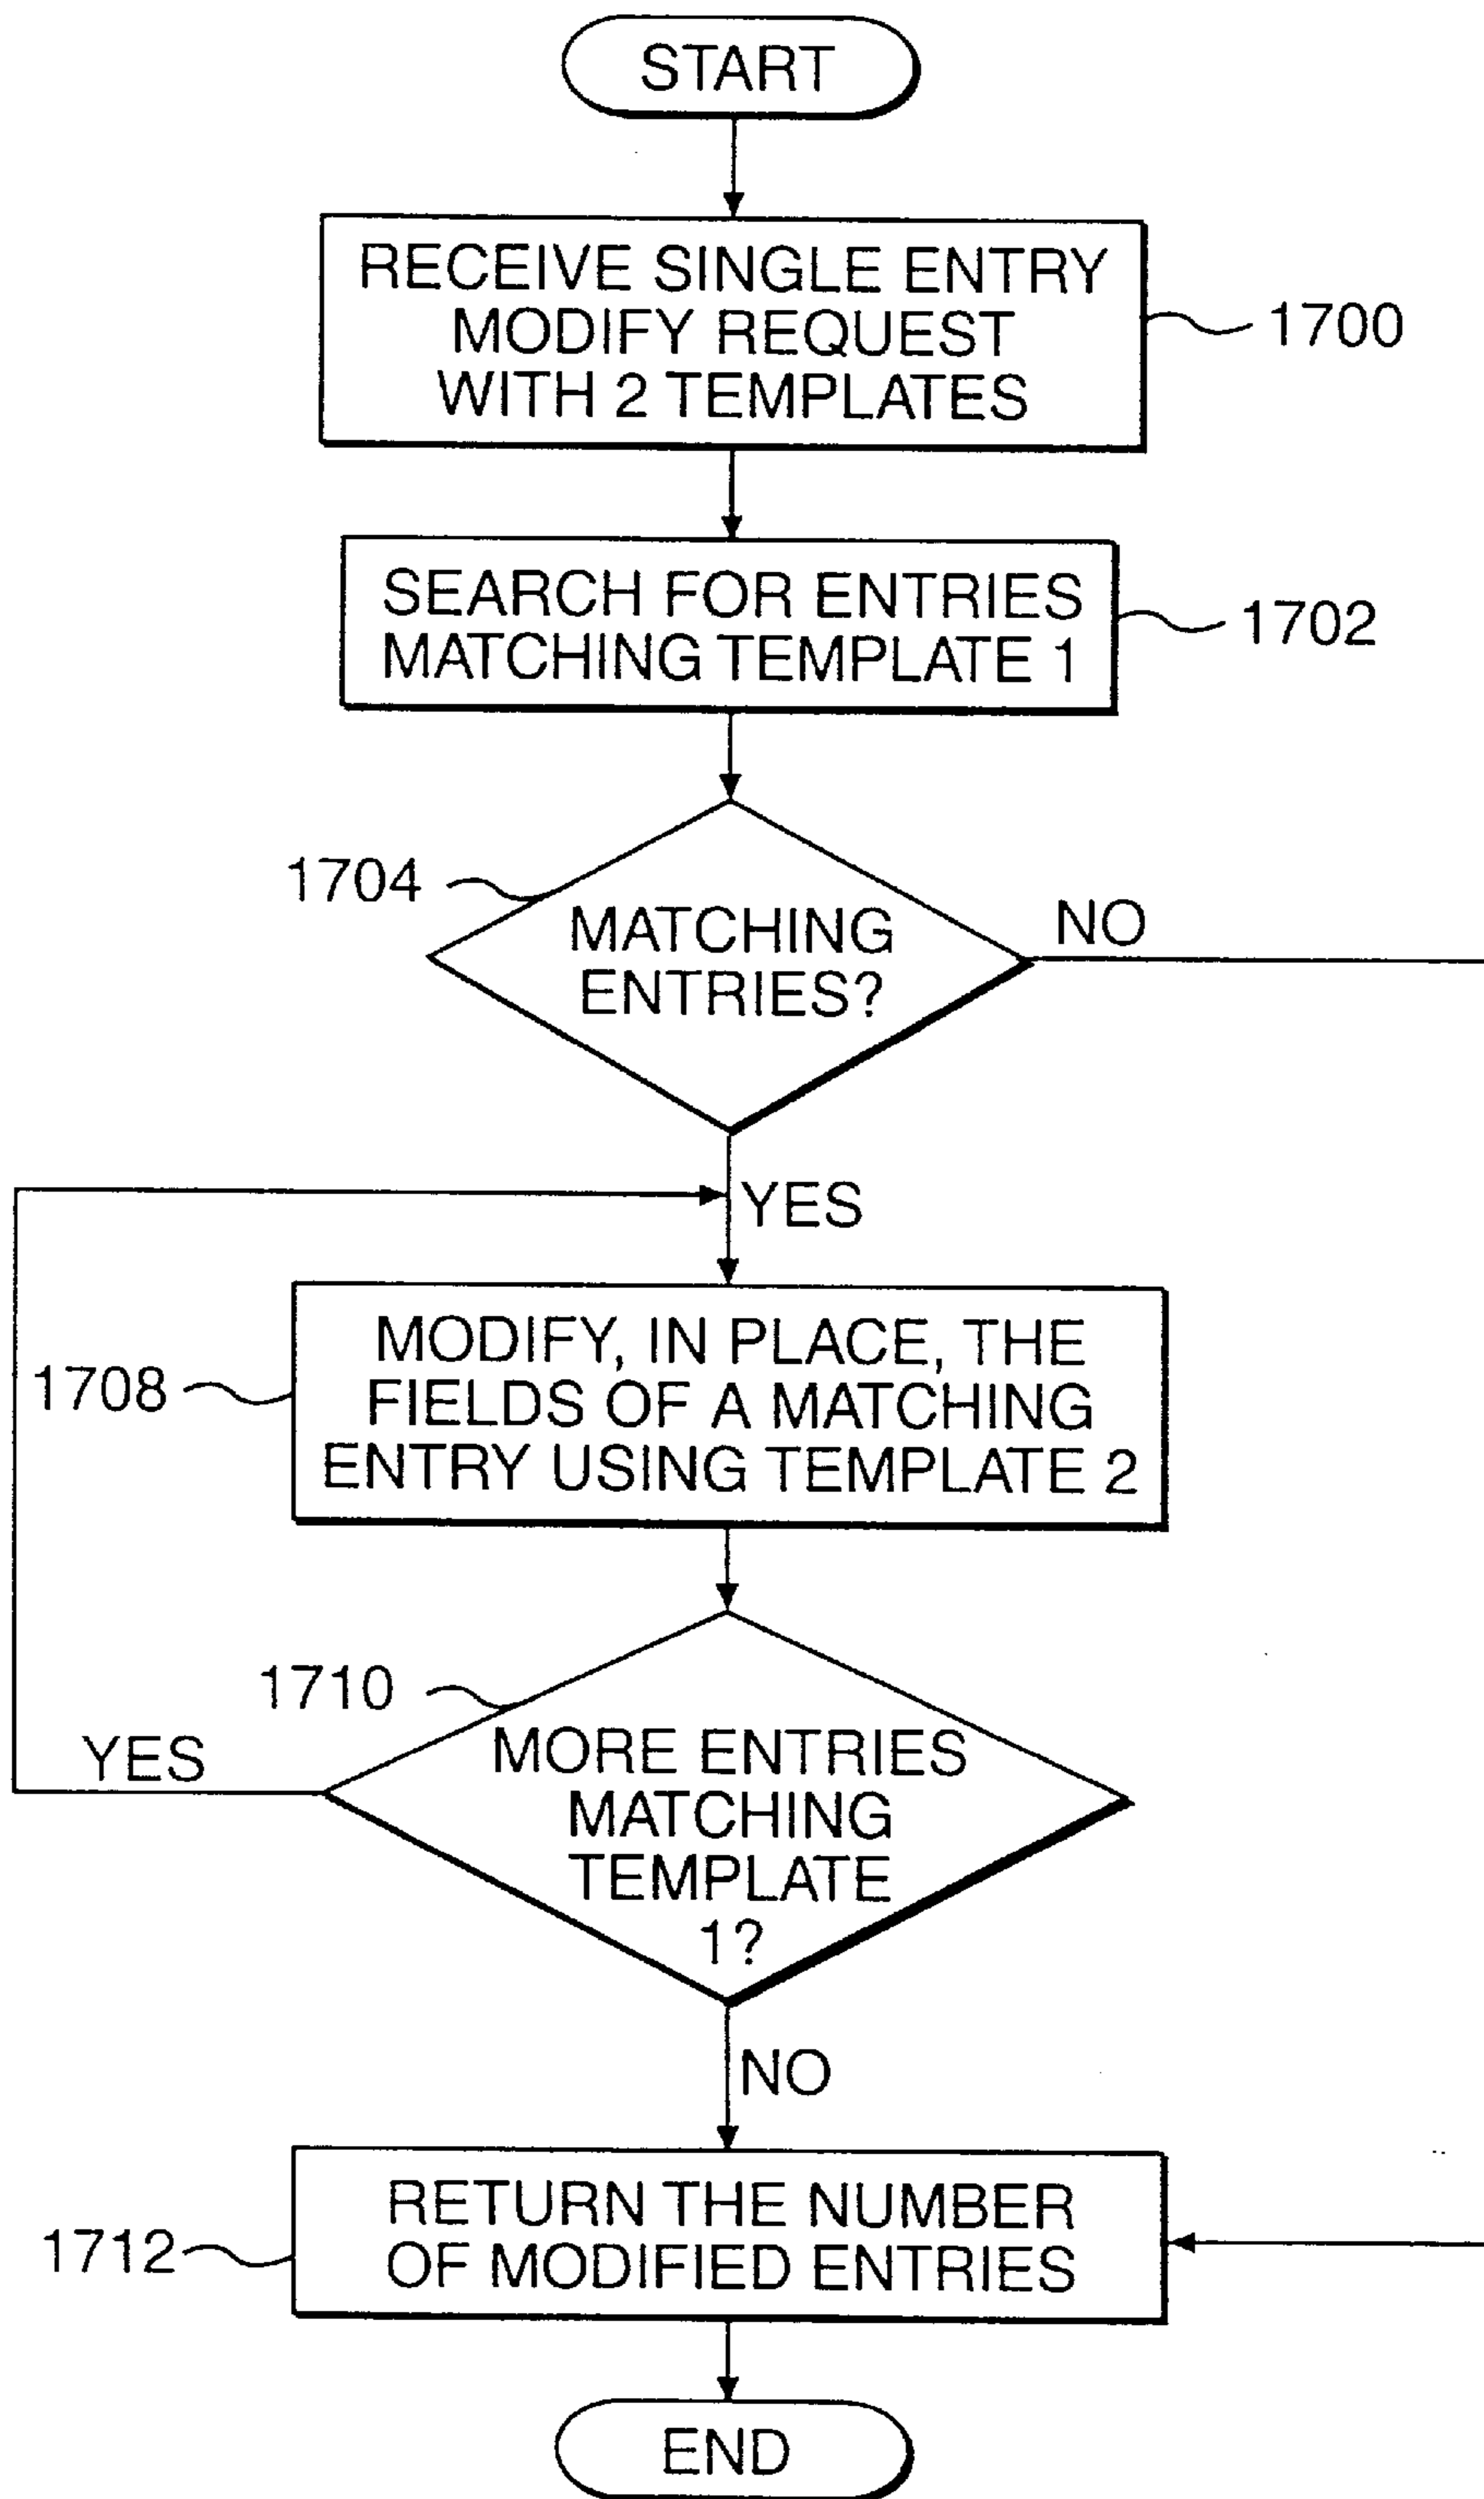 START
RECEIVE SINGLE ENTRY
MODIFY REQUEST
WITH 2 TEMPLATES
1700
SEARCH FOR ENTRIES
MATCHING TEMPLATE 1
1702
1704
MATCHING
ENTRIES?
NO
YES
MODIFY, IN PLACE, THE
FIELDS OF A MATCHING
ENTRY USING TEMPLATE 2
1708
1710
MORE ENTRIES
MATCHING
TEMPLATE
1?
YES
NO
RETURN THE NUMBER
OF MODIFIED ENTRIES
1712
END